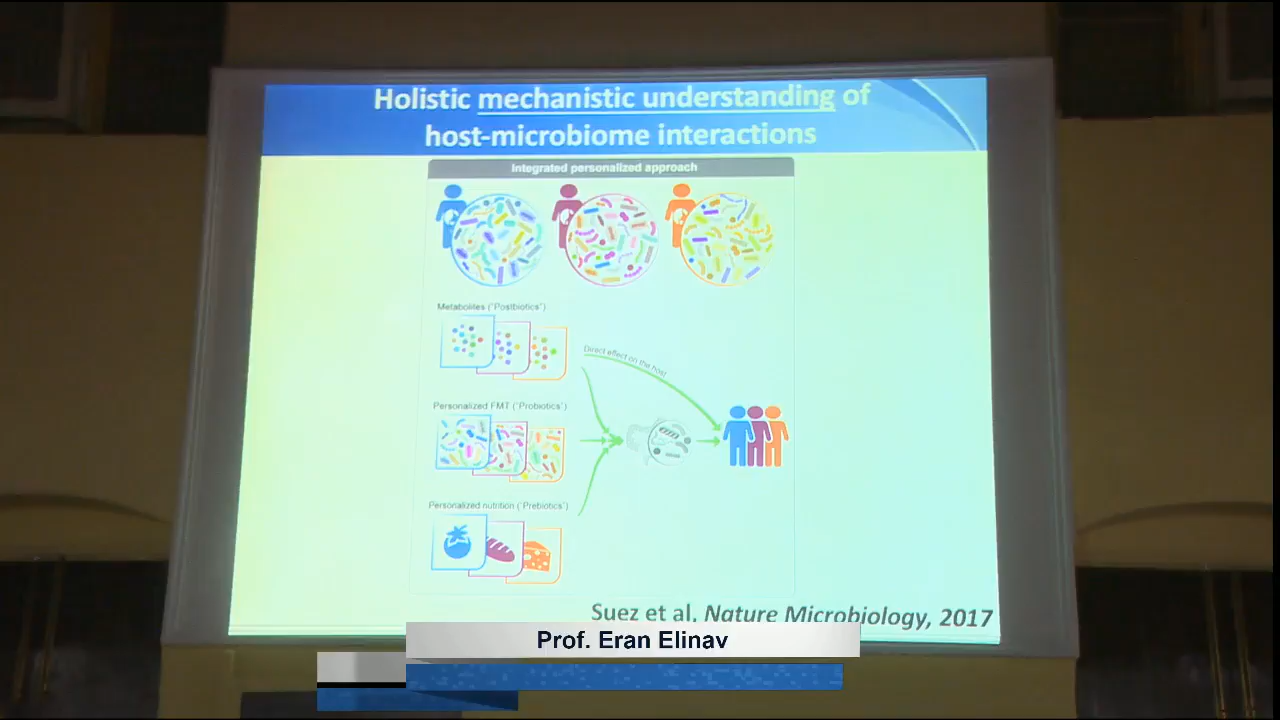 Holistic mechanistic understanding of
host-microbiome interactions
Integrated personalized approach
Metabolites ("Postbiotics")
Direct effect on the host
Personalized FMT ("Probiotics")
Personalized nutrition ("Prebiotics")
Suez et al, Nature Microbiology, 2017
Prof. Eran Elinav